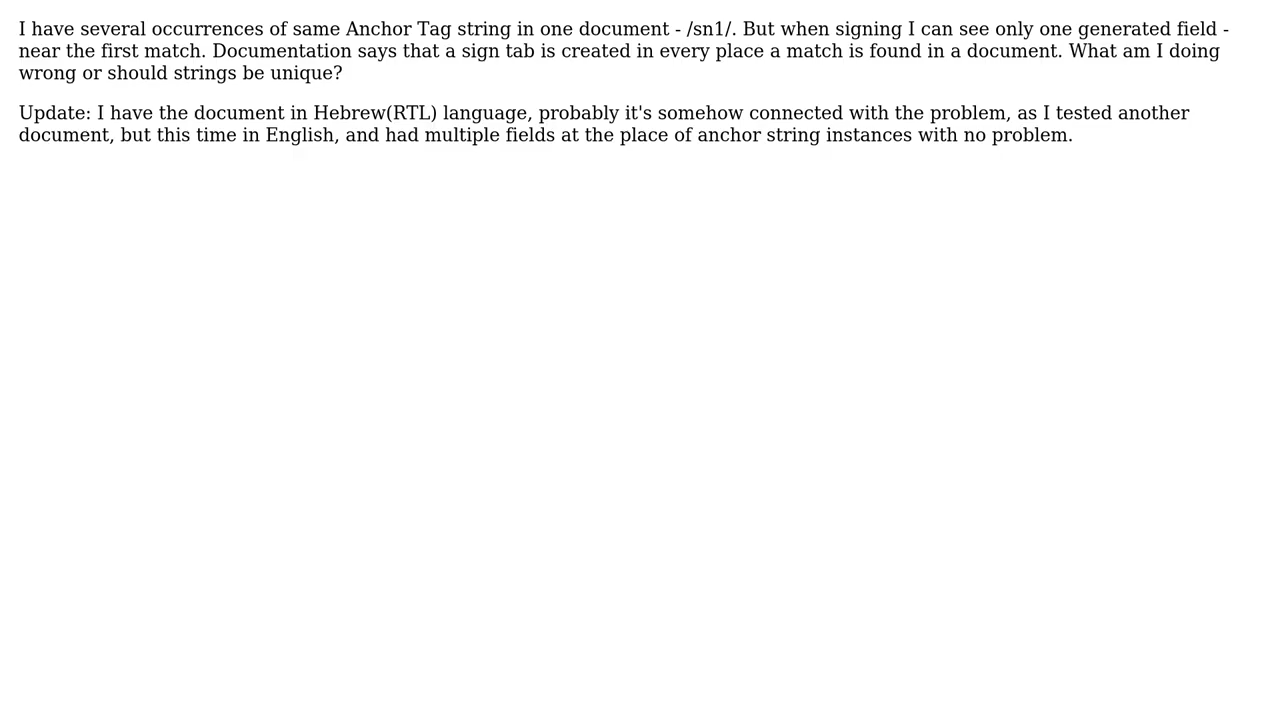 I have several occurrences of same Anchor Tag string in one document - /sn1/. But when signing I can see only one generated field -
near the first match. Documentation says that a sign tab is created in every place a match is found in a document. What am I doing
wrong or should strings be unique?
Update: I have the document in Hebrew(RTL) language, probably it's somehow connected with the problem, as I tested another
document, but this time in English, and had multiple fields at the place of anchor string instances with no problem.